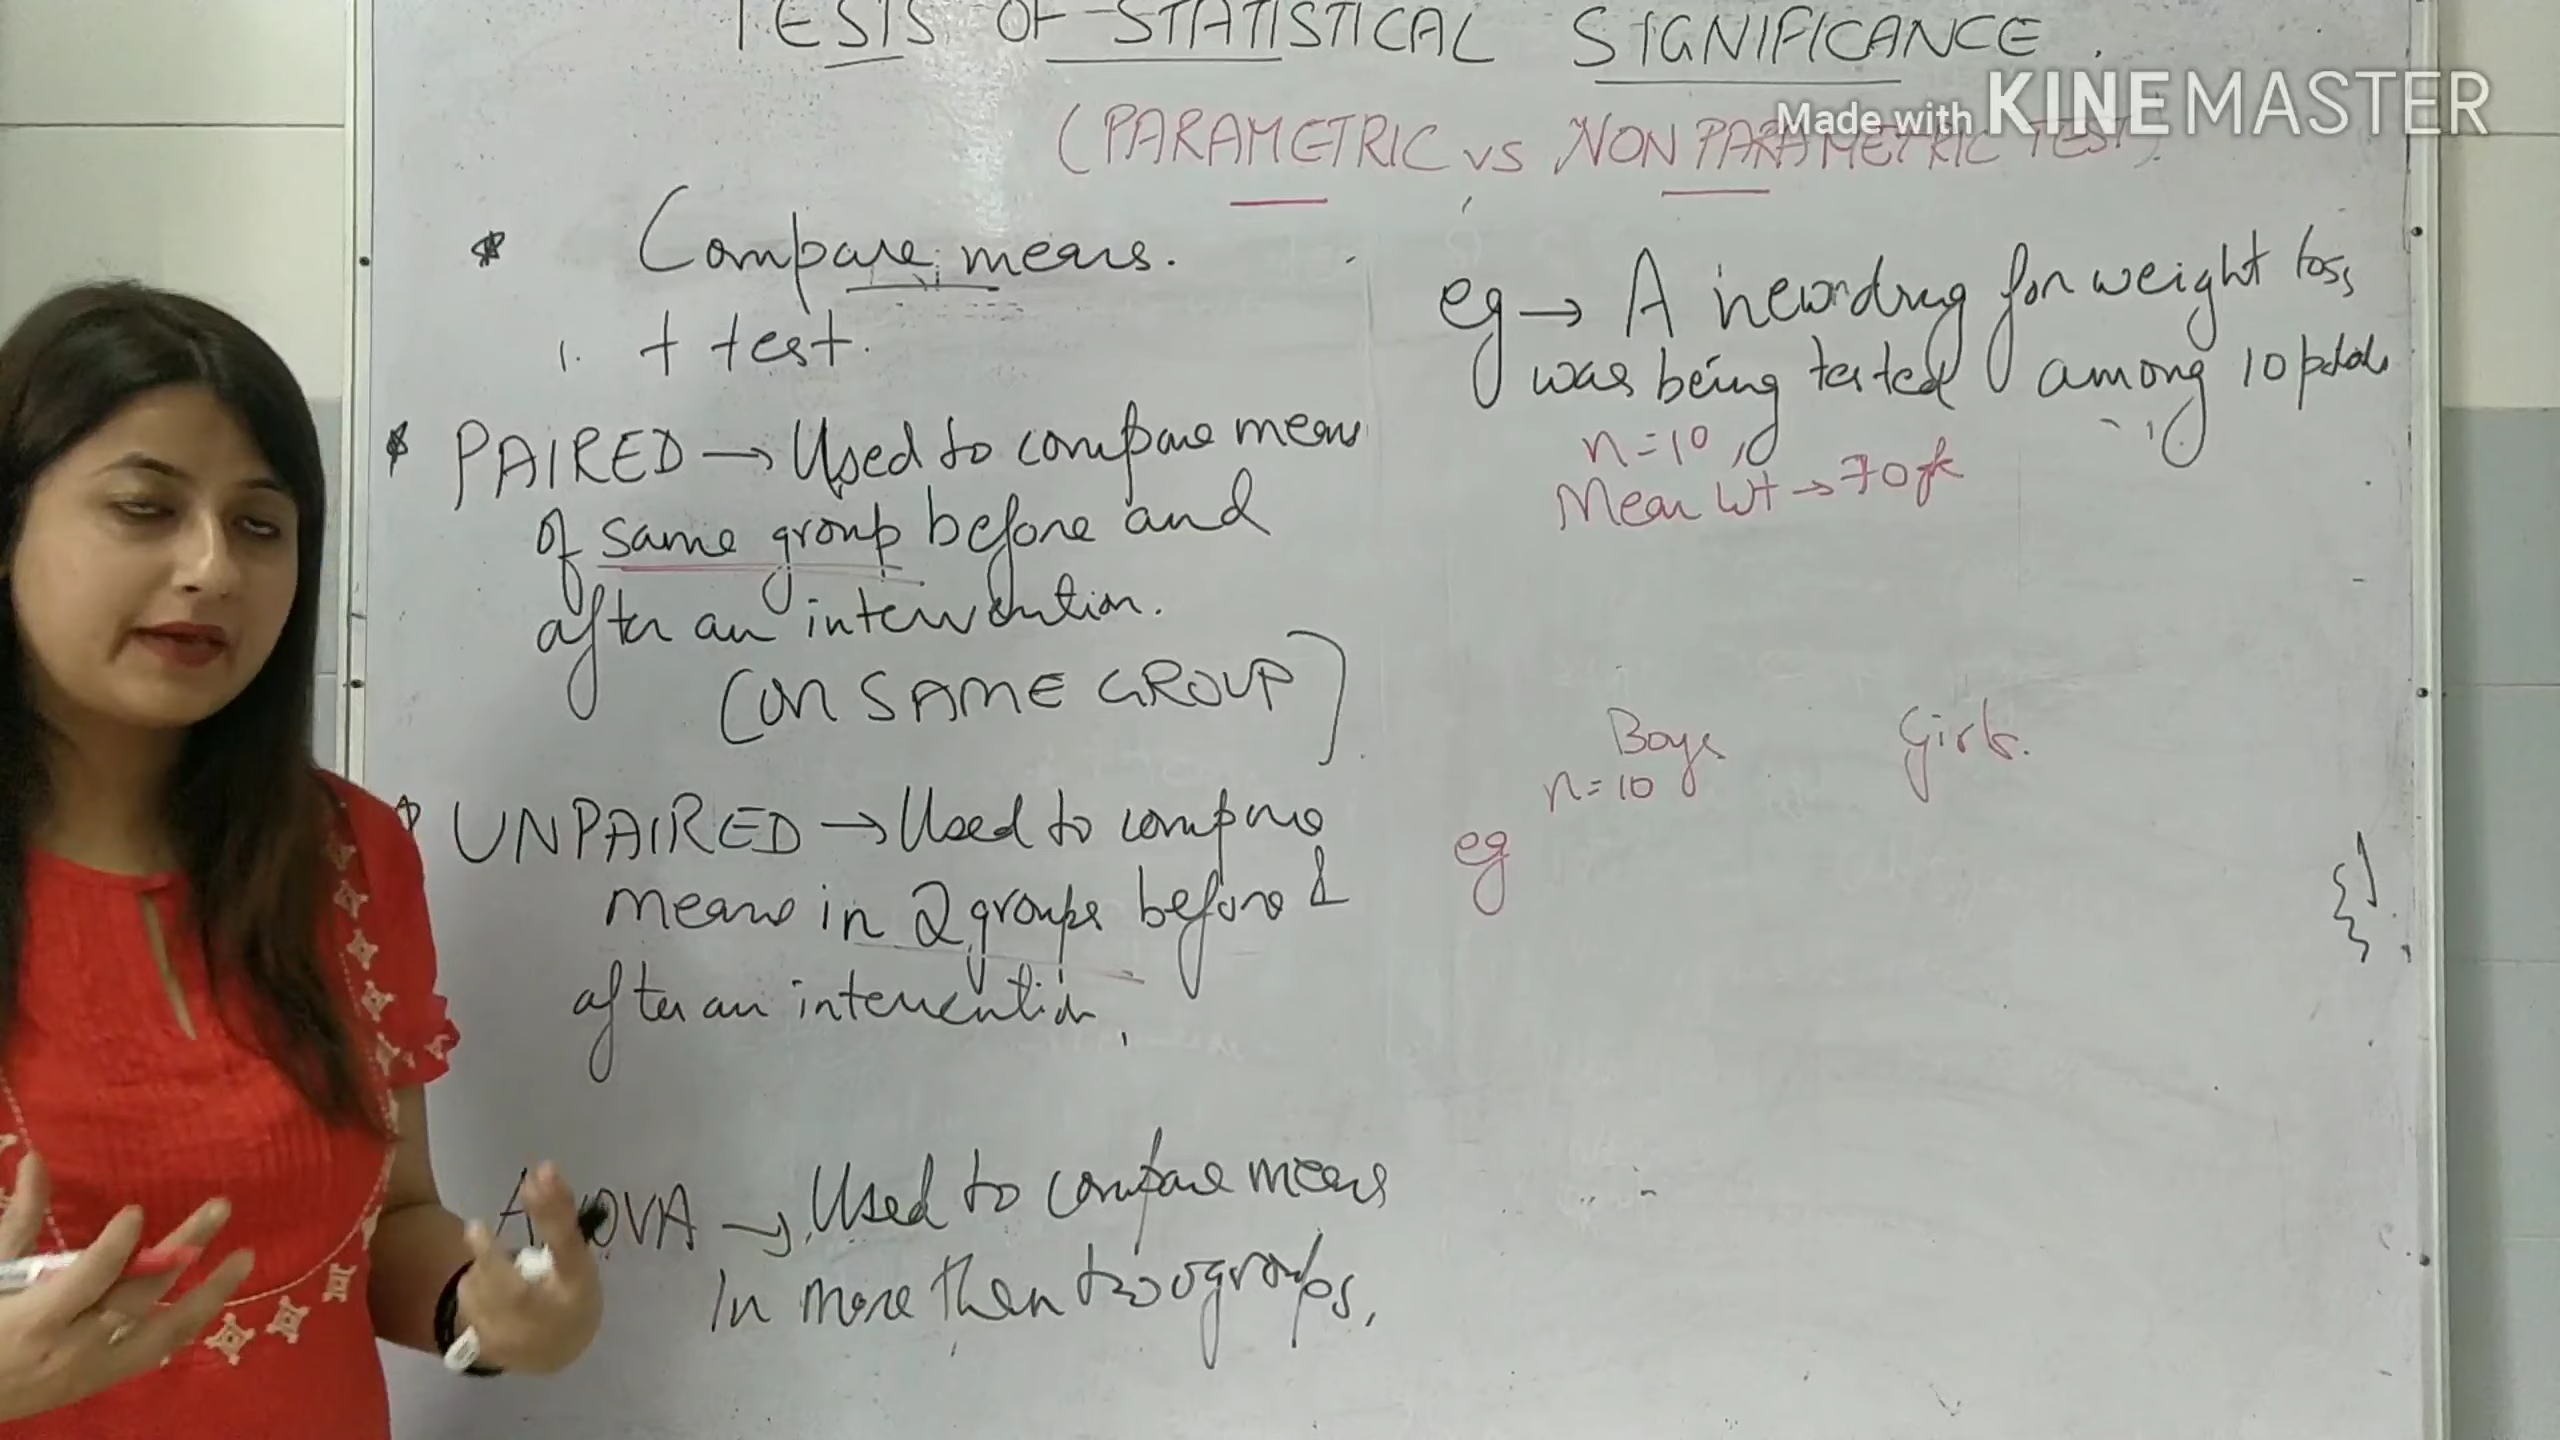 TESTS OF STATISTICAL SIGNIFICANCE.
Made with KINEMASTER
(PARAMETRIC VS NON PARAMETRIC TEST)
* Compare means.
1. t test.
* PAIRED → Used to compare means
of same group before and
after an intervention.
(ON SAME GROUP)
UNPAIRED → Used to compare
means in 2 groups before &
after an intervention.
ANOVA → Used to compare means
In more than two groups.
eg → A new drug for weight loss
was being tested among 10
n=10,
Mean Wt → 70
Boys Girls.
n=10
eg